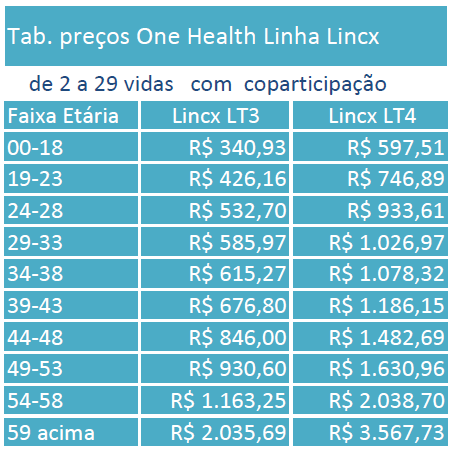 Tab. preços One Health Linha Lincx
de 2 a 29 vidas com coparticipação
Faixa Etária Lincx LT3 Lincx LT4
00-18 R$ 340,93 R$ 597,51
19-23 R$ 426,16 R$ 746,89
24-28 R$ 532,70 R$ 933,61
29-33 R$ 585,97 R$ 1.026,97
34-38 R$ 615,27 R$ 1.078,32
39-43 R$ 676,80 R$ 1.186,15
44-48 R$ 846,00 R$ 1.482,69
49-53 R$ 930,60 R$ 1.630,96
54-58 R$ 1.163,25 R$ 2.038,70
59 acima R$ 2.035,69 R$ 3.567,73